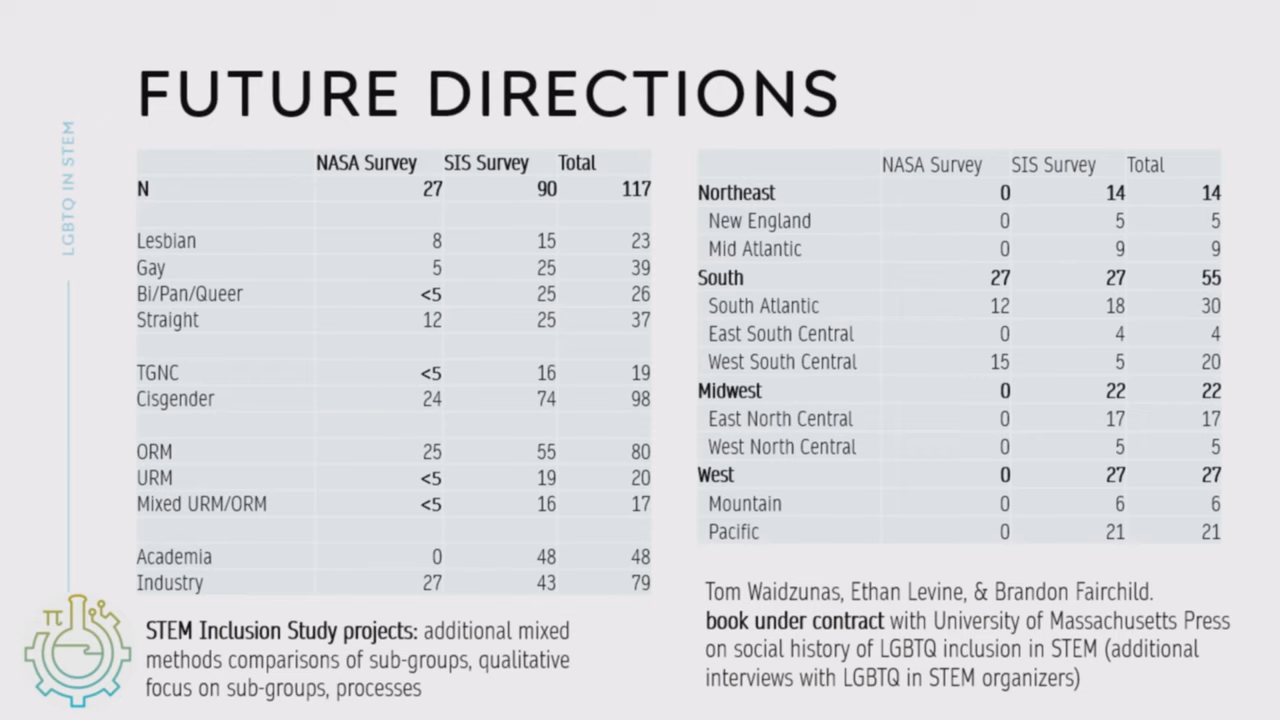 FUTURE DIRECTIONS
LGBTQ IN STEM
NASA Survey SIS Survey Total
N 27 90 117
Lesbian 8 15 23
Gay 5 25 39
Bi/Pan/Queer <5 25 26
Straight 12 25 37
TGNC <5 16 19
Cisgender 24 74 98
ORM 25 55 80
URM <5 19 20
Mixed URM/ORM <5 16 17
Academia 0 48 48
Industry 27 43 79
STEM Inclusion Study projects: additional mixed
methods comparisons of sub-groups, qualitative
focus on sub-groups, processes
NASA Survey SIS Survey Total
Northeast 0 14 14
New England 0 5 5
Mid Atlantic 0 9 9
South 27 27 55
South Atlantic 12 18 30
East South Central 0 4 4
West South Central 15 5 20
Midwest 0 22 22
East North Central 0 17 17
West North Central 0 5 5
West 0 27 27
Mountain 0 6 6
Pacific 0 21 21
Tom Waidzunas, Ethan Levine, & Brandon Fairchild.
book under contract with University of Massachusetts Press
on social history of LGBTQ inclusion in STEM (additional
interviews with LGBTQ in STEM organizers)
π